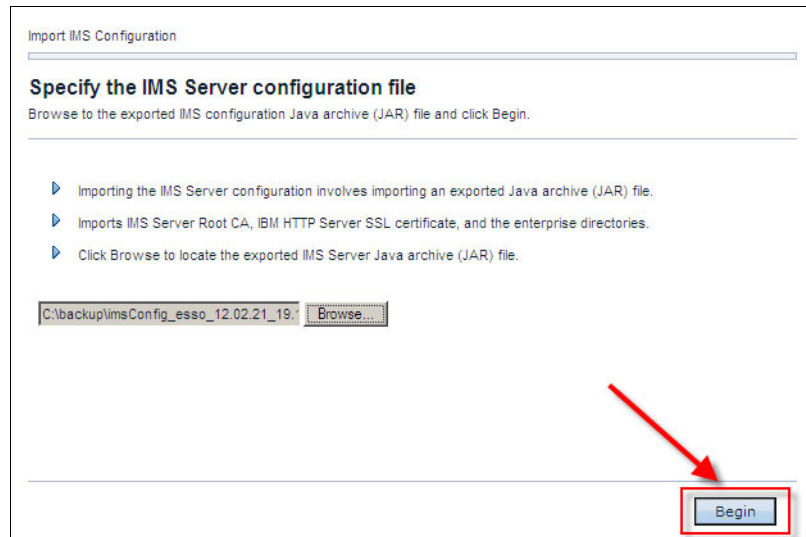 Import IMS Configuration
Specify the IMS Server configuration file
Browse to the exported IMS configuration Java archive (JAR) file and click Begin.
Importing the IMS Server configuration involves importing an exported Java archive (JAR) file.
Imports IMS Server Root CA, IBM HTTP Server SSL certificate, and the enterprise directories.
Click Browse to locate the exported IMS Server Java archive (JAR) file.
C:\backup\imsConfig_esso_12.02.21_19. Browse...
Begin